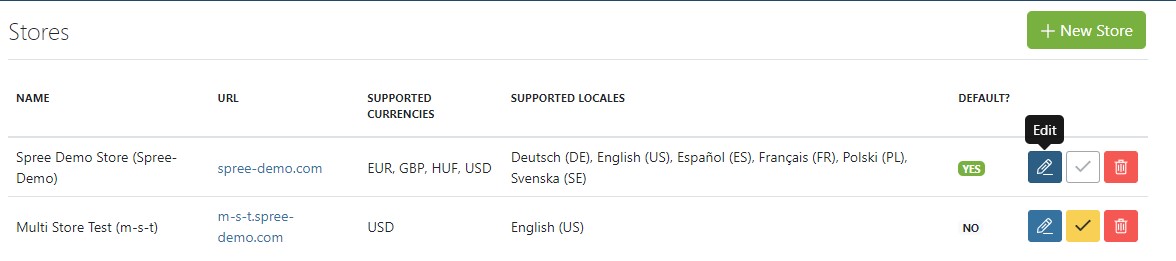 Stores
+ New Store
NAME URL SUPPORTED CURRENCIES SUPPORTED LOCALES DEFAULT?
Edit
Spree Demo Store (Spree-Demo) spree-demo.com EUR, GBP, HUF, USD Deutsch (DE), English (US), Español (ES), Français (FR), Polski (PL), Svenska (SE) YES
Multi Store Test (m-s-t) m-s-t.spree-demo.com USD English (US) NO